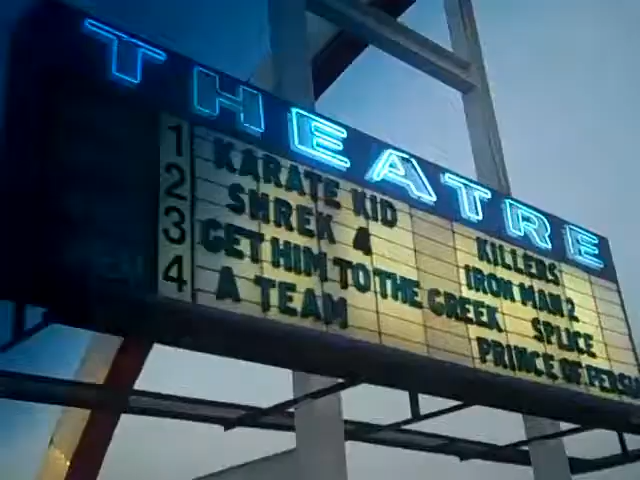 THEATRE
1 KARATE KID KILLERS
2 SHREK 4 IRON MAN 2
3 GET HIM TO THE GREEK SPLICE
4 A TEAM PRINCE OF PERSI